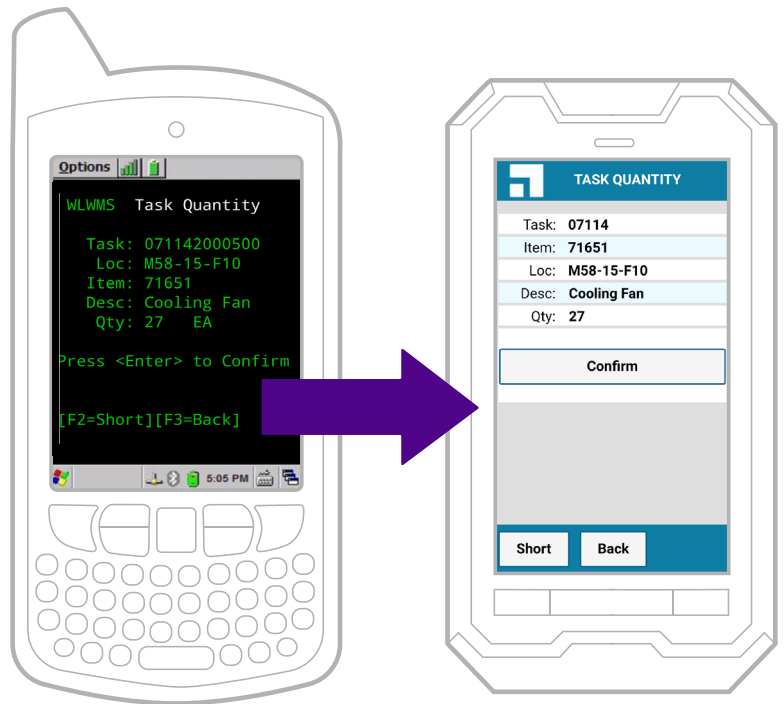 Options
WLWMS Task Quantity
Task: 071142000500
Loc: M58-15-F10
Item: 71651
Desc: Cooling Fan
Qty: 27 EA
Press <Enter> to Confirm
[F2=Short][F3=Back]
5:05 PM
TASK QUANTITY
Task: 07114
Item: 71651
Loc: M58-15-F10
Desc: Cooling Fan
Qty: 27
Confirm
Short Back